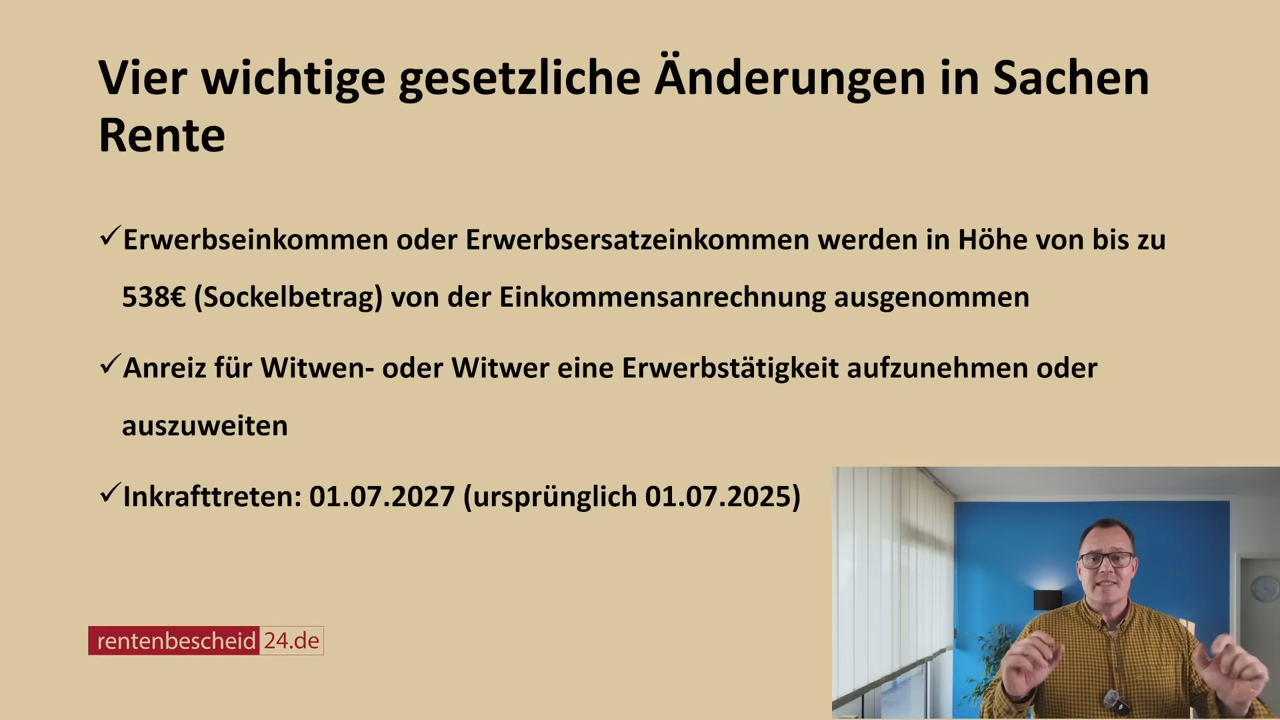 Vier wichtige gesetzliche Änderungen in Sachen
Rente
✓Erwerbseinkommen oder Erwerbsersatzeinkommen werden in Höhe von bis zu
538€ (Sockelbetrag) von der Einkommensanrechnung ausgenommen
✓Anreiz für Witwen- oder Witwer eine Erwerbstätigkeit aufzunehmen oder
auszuweiten
✓Inkrafttreten: 01.07.2027 (ursprünglich 01.07.2025)
rentenbescheid 24.de